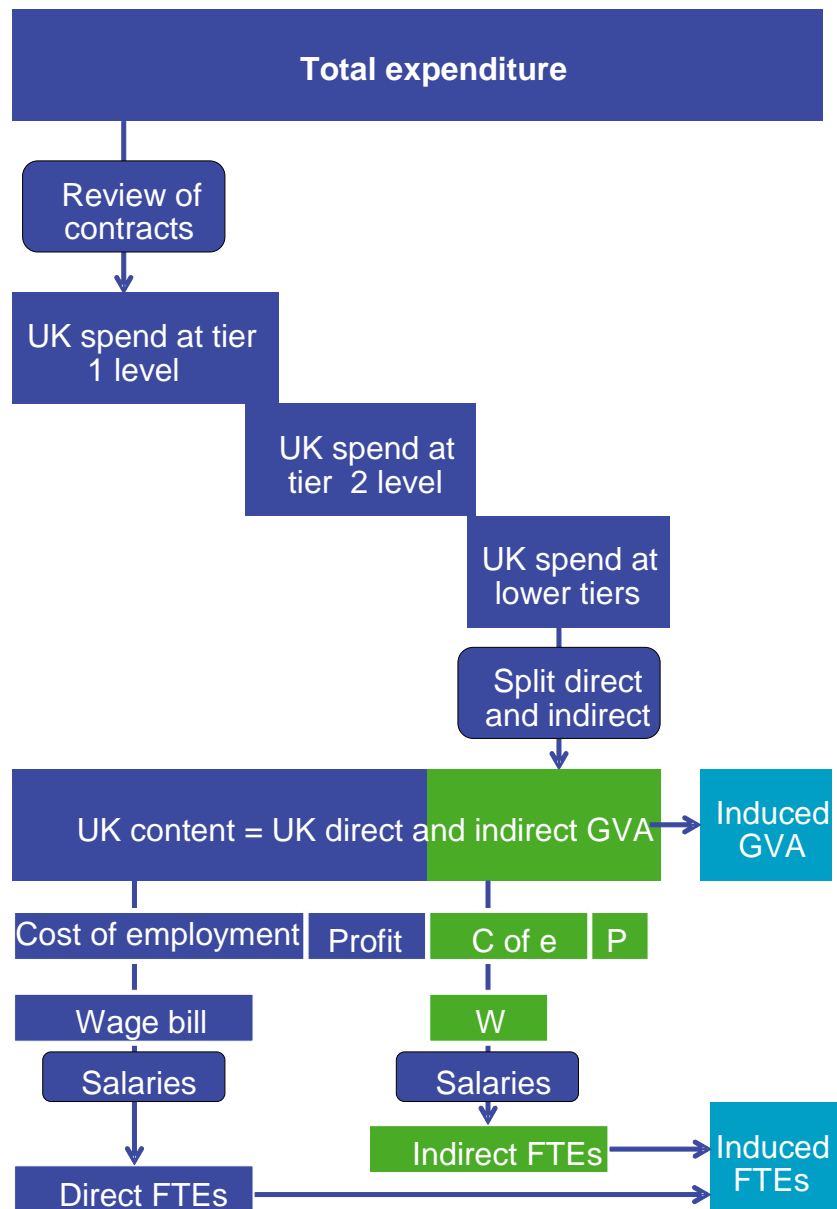 Total expenditure
Review of
contracts
UK spend at tier
1 level
UK spend at
tier 2 level
UK spend at
lower tiers
Split direct
and indirect
UK content = UK direct and indirect GVA
Induced
GVA
Cost of employment
Profit
C of e
P
Wage bill
W
Salaries
Salaries
Indirect FTEs
Induced
FTEs
Direct FTEs